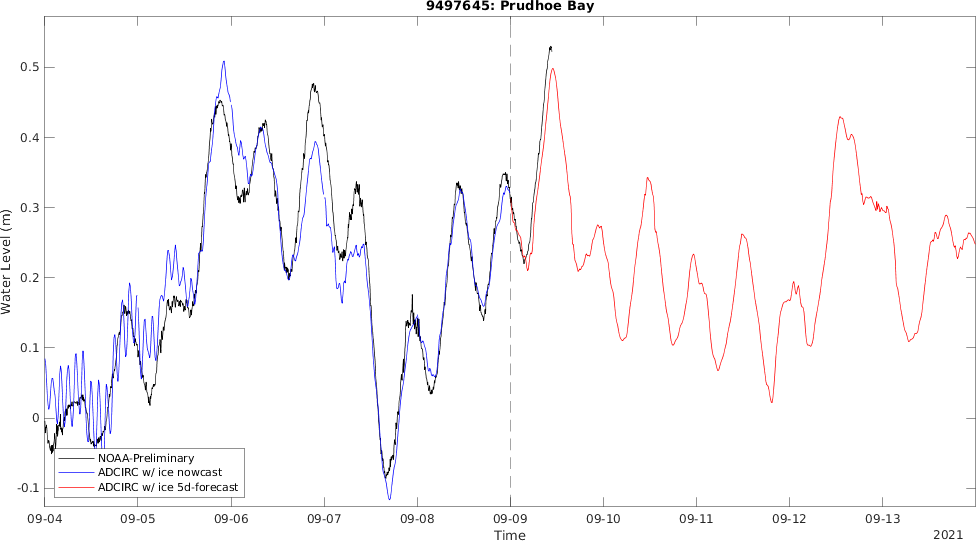 9497645: Prudhoe Bay
0.5
0.4
0.3
0.2
0.1
0
-0.1
Water Level (m)
NOAA-Preliminary
ADCIRC w/ ice nowcast
ADCIRC w/ ice 5d-forecast
09-04 09-05 09-06 09-07 09-08 09-09 09-10 09-11 09-12 09-13
Time
2021